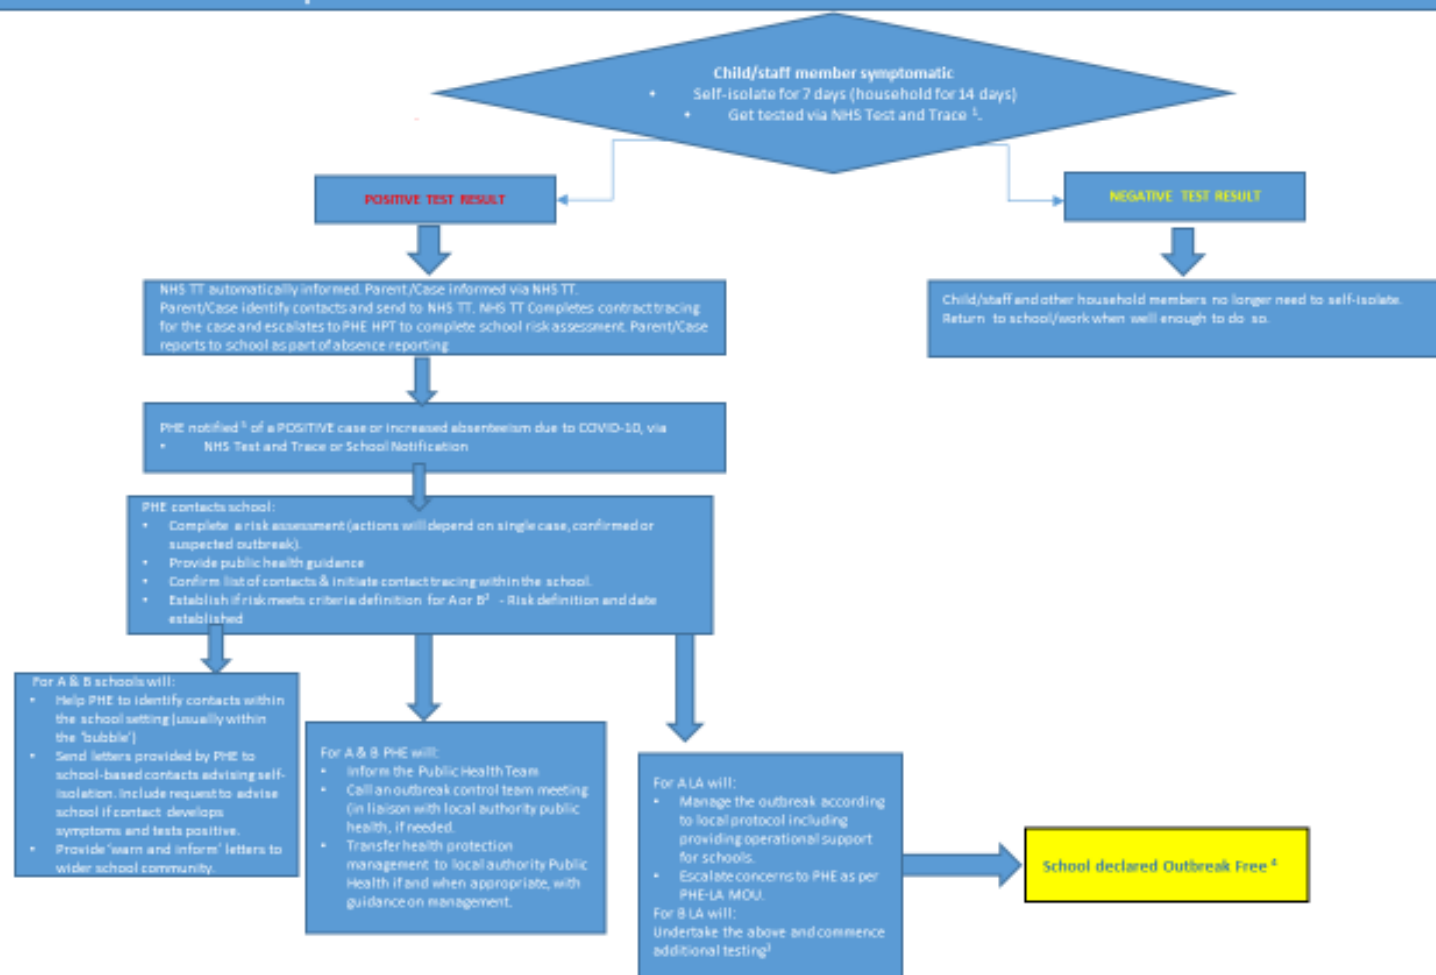 Child/staff member symptomatic
• Self-isolate for 7 days (household for 14 days)
• Get tested via NHS Test and Trace ¹.
POSITIVE TEST RESULT
NEGATIVE TEST RESULT
NHS TT automatically informed. Parent/Case informed via NHS TT.
Parent/Case identify contacts and send to NHS TT. NHS TT Completes contract tracing
for the case and escalates to PHE HPT to complete school risk assessment. Parent/Case
reports to school as part of absence reporting
Child/staff and other household members no longer need to self-isolate.
Return to school/work when well enough to do so.
PHE notified of a POSITIVE case or increased absenteeism due to COVID-10, via
• NHS Test and Trace or School Notification
PHE contacts school:
• Complete a risk assessment (actions will depend on single case, confirmed or
suspected outbreak).
• Provide public health guidance
• Confirm list of contacts & initiate contact tracing within the school.
• Establish if risk meets criteria definition for A or B - Risk definition and date
established
For A & B schools will:
• Help PHE to identify contacts within
the school setting (usually within
the 'bubble')
• Send letters provided by PHE to
school-based contacts advising self-
isolation. Include request to advise
school if contact develops
symptoms and tests positive.
• Provide 'warn and inform' letters to
wider school community.
For A & B PHE will:
• Inform the Public Health Team
• Call an outbreak control team meeting
(in liaison with local authority public
health, if needed.
• Transfer health protection
management to local authority Public
Health if and when appropriate, with
guidance on management.
For A LA will:
• Manage the outbreak according
to local protocol including
providing operational support
for schools.
• Escalate concerns to PHE as per
PHE-LA MOU.
For B LA will:
Undertake the above and commence
additional testing³
School declared Outbreak Free ⁴